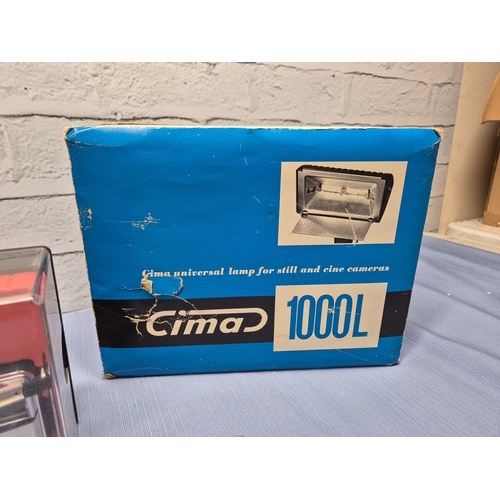 Cima universal lamp for still and cine cameras
Cima 1000L